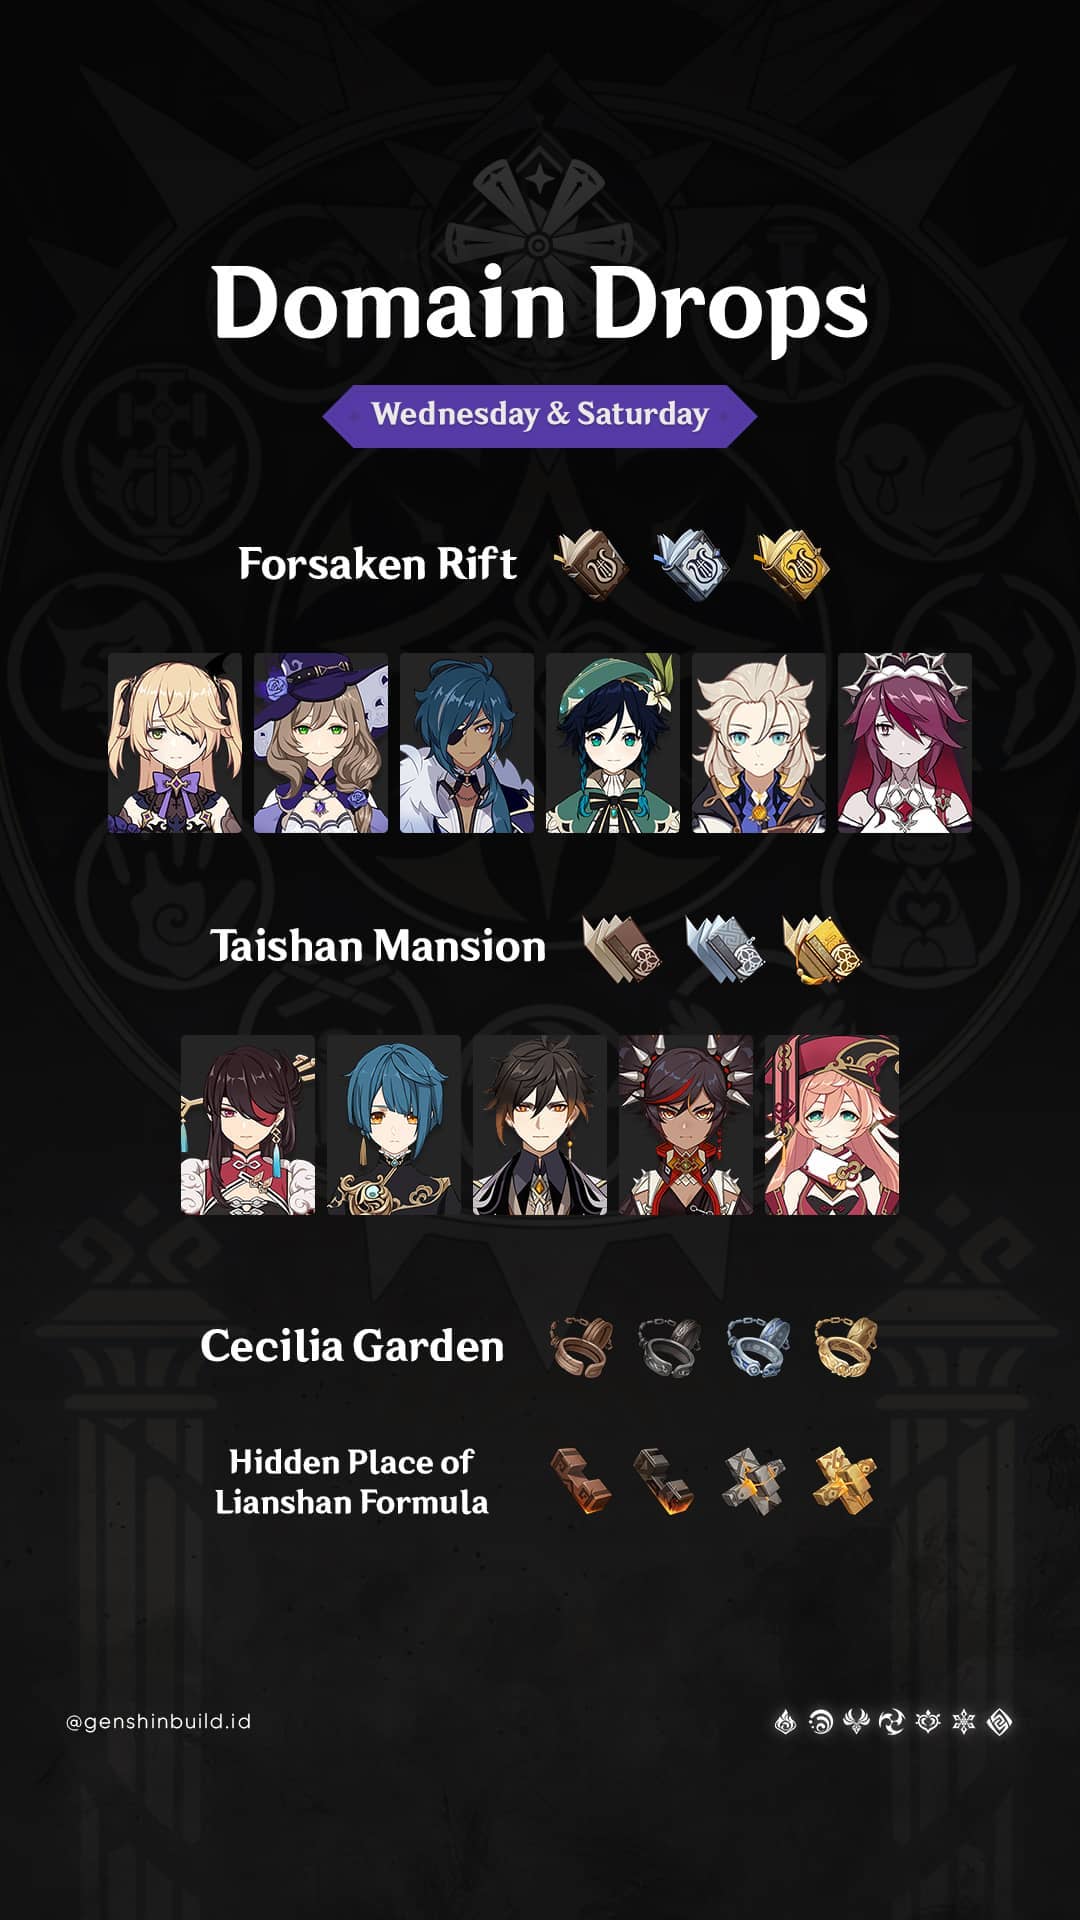 Domain Drops
Wednesday & Saturday
Forsaken Rift
Taishan Mansion
Cecilia Garden
Hidden Place of
Lianshan Formula
@genshinbuild.id